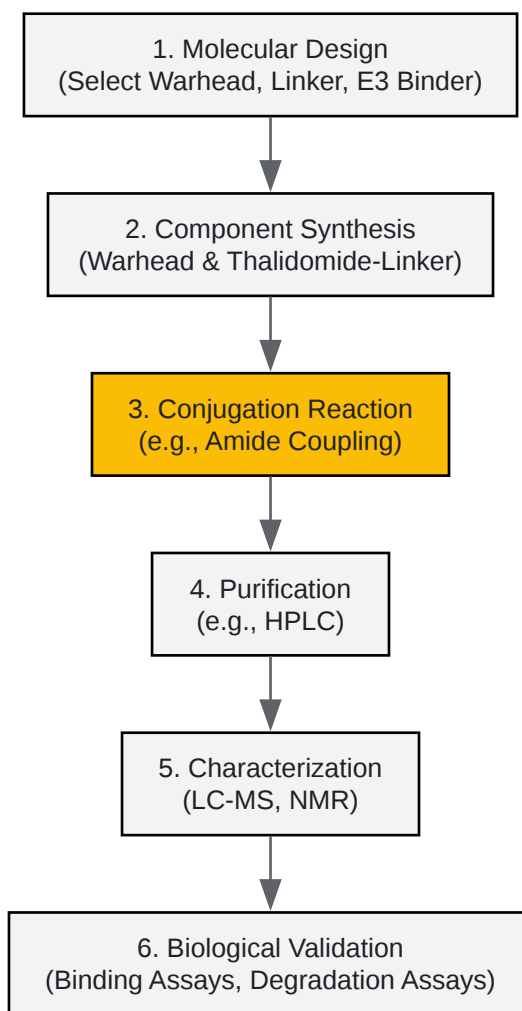 1. Molecular Design
(Select Warhead, Linker, E3 Binder)
2. Component Synthesis
(Warhead & Thalidomide-Linker)
3. Conjugation Reaction
(e.g., Amide Coupling)
4. Purification
(e.g., HPLC)
5. Characterization
(LC-MS, NMR)
6. Biological Validation
(Binding Assays, Degradation Assays)